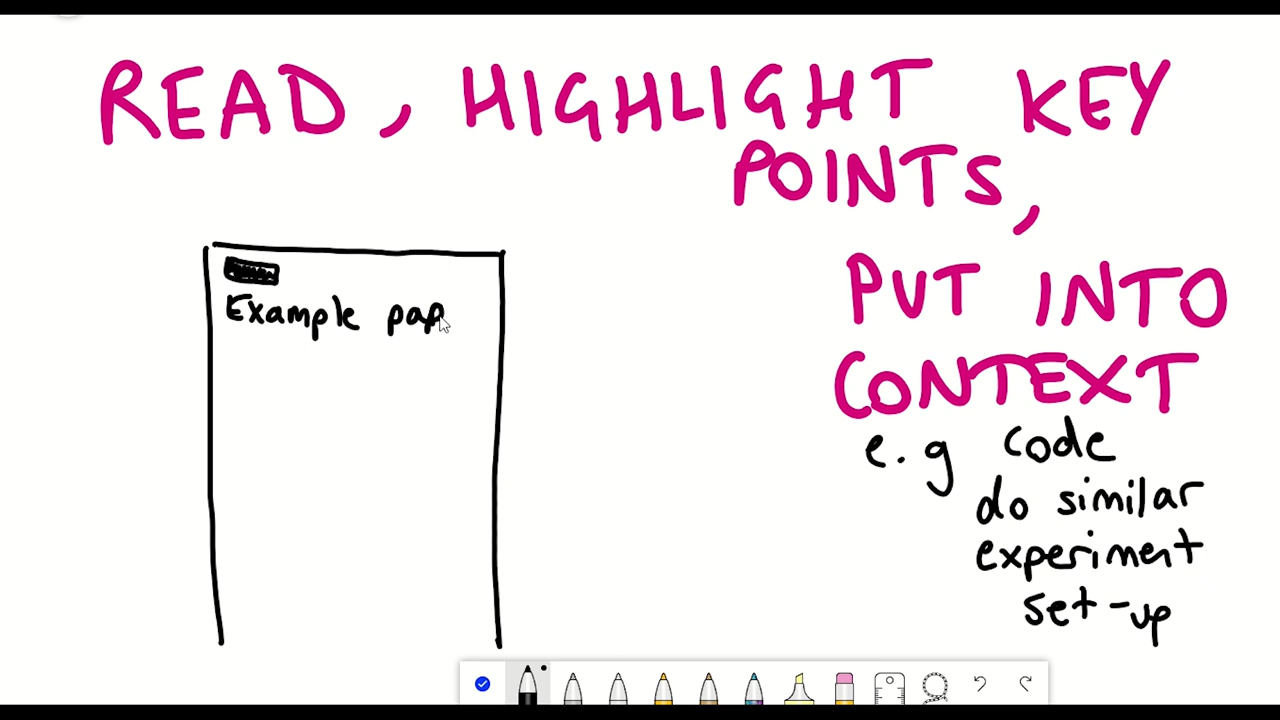 READ, HIGHLIGHT KEY
POINTS,
PUT INTO
CONTEXT
e.g code
do similar
experiment
set-up
Example pap